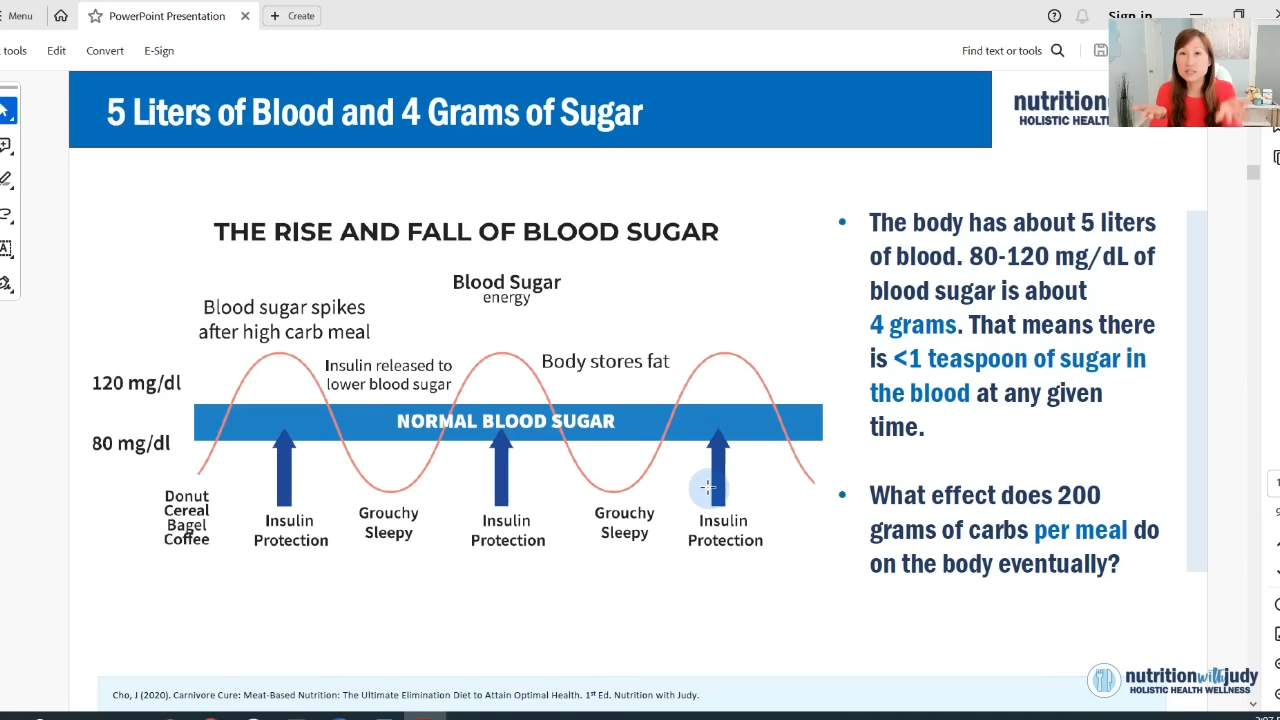 Menu
PowerPoint Presentation
Create
Sign in
tools
Edit
Convert
E-Sign
Find text or tools
5 Liters of Blood and 4 Grams of Sugar
nutrition
HOLISTIC HEALTH
THE RISE AND FALL OF BLOOD SUGAR
Blood Sugar
energy
Blood sugar spikes
after high carb meal
Insulin released to
lower blood sugar
Body stores fat
120 mg/dl
NORMAL BLOOD SUGAR
80 mg/dl
Donut
Cereal
Bagel
Coffee
Insulin
Protection
Grouchy
Sleepy
Insulin
Protection
Grouchy
Sleepy
Insulin
Protection
• The body has about 5 liters
of blood. 80-120 mg/dL of
blood sugar is about
4 grams. That means there
is <1 teaspoon of sugar in
the blood at any given
time.
• What effect does 200
grams of carbs per meal do
on the body eventually?
Cho, J (2020). Carnivore Cure: Meat-Based Nutrition: The Ultimate Elimination Diet to Attain Optimal Health. 1st Ed. Nutrition with Judy.
nutrition with judy
HOLISTIC HEALTH WELLNESS